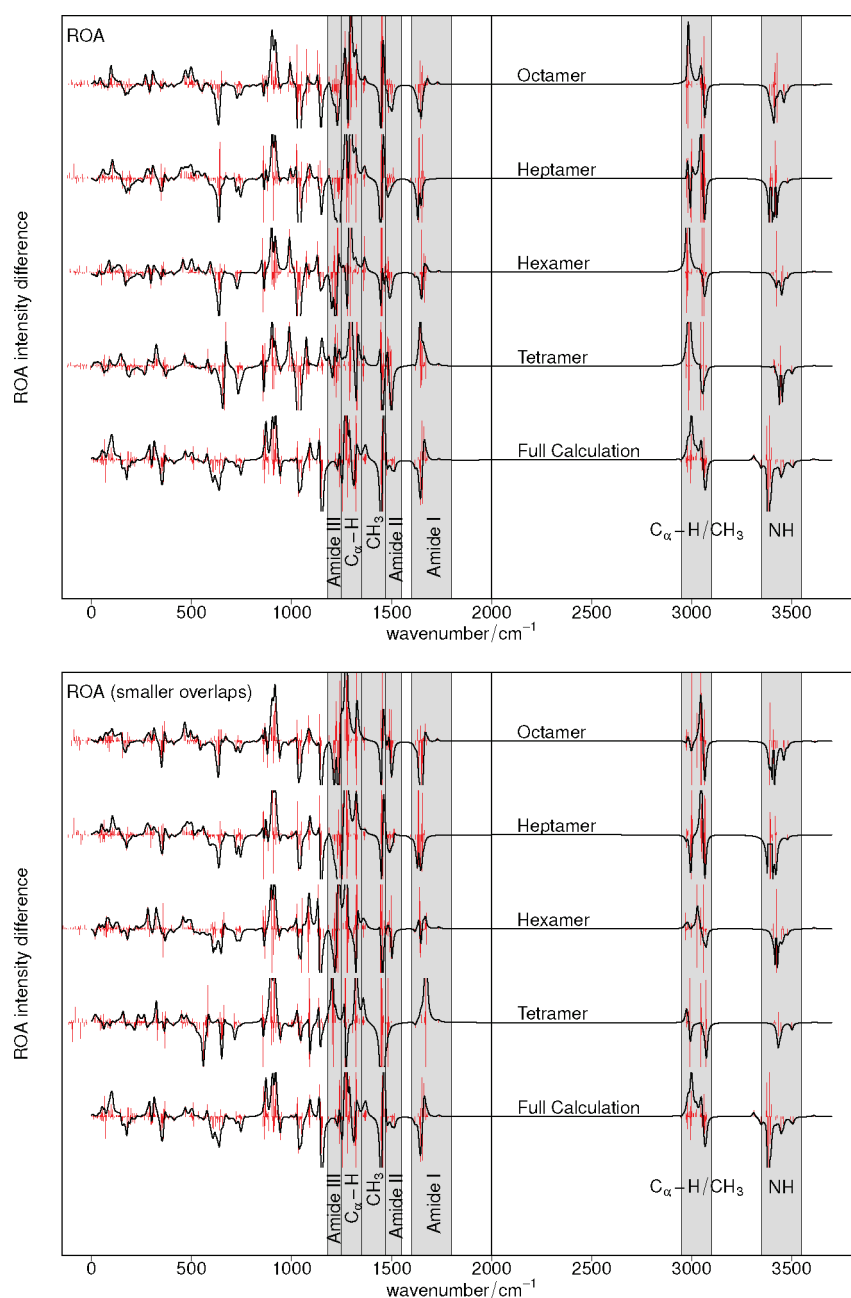 ROA
Octamer
Heptamer
Hexamer
Tetramer
Full Calculation
ROA intensity difference
Amide III
Cα−H
CH3
Amide II
Amide I
Cα−H/CH3
NH
0 500 1000 1500 2000 2500 3000 3500
wavenumber/cm−1
ROA (smaller overlaps)
Octamer
Heptamer
Hexamer
Tetramer
Full Calculation
ROA intensity difference
Amide III
Cα−H
CH3
Amide II
Amide I
Cα−H/CH3
NH
0 500 1000 1500 2000 2500 3000 3500
wavenumber/cm−1